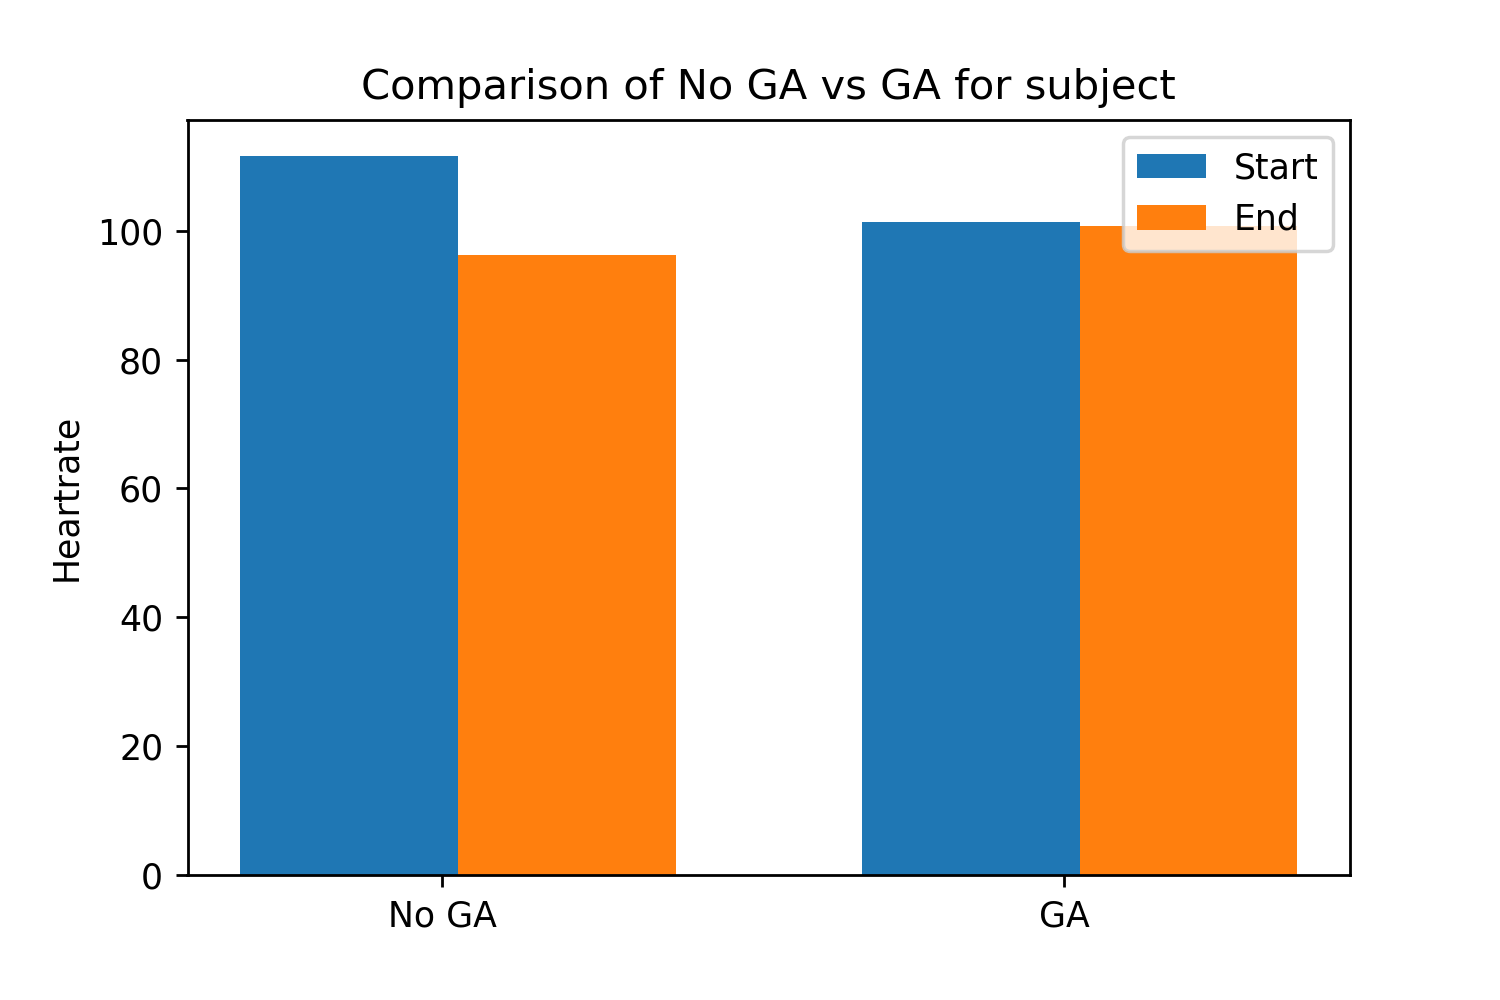 Comparison of No GA vs GA for subject
Start
End
100
80
60
40
20
0
Heartrate
No GA
GA